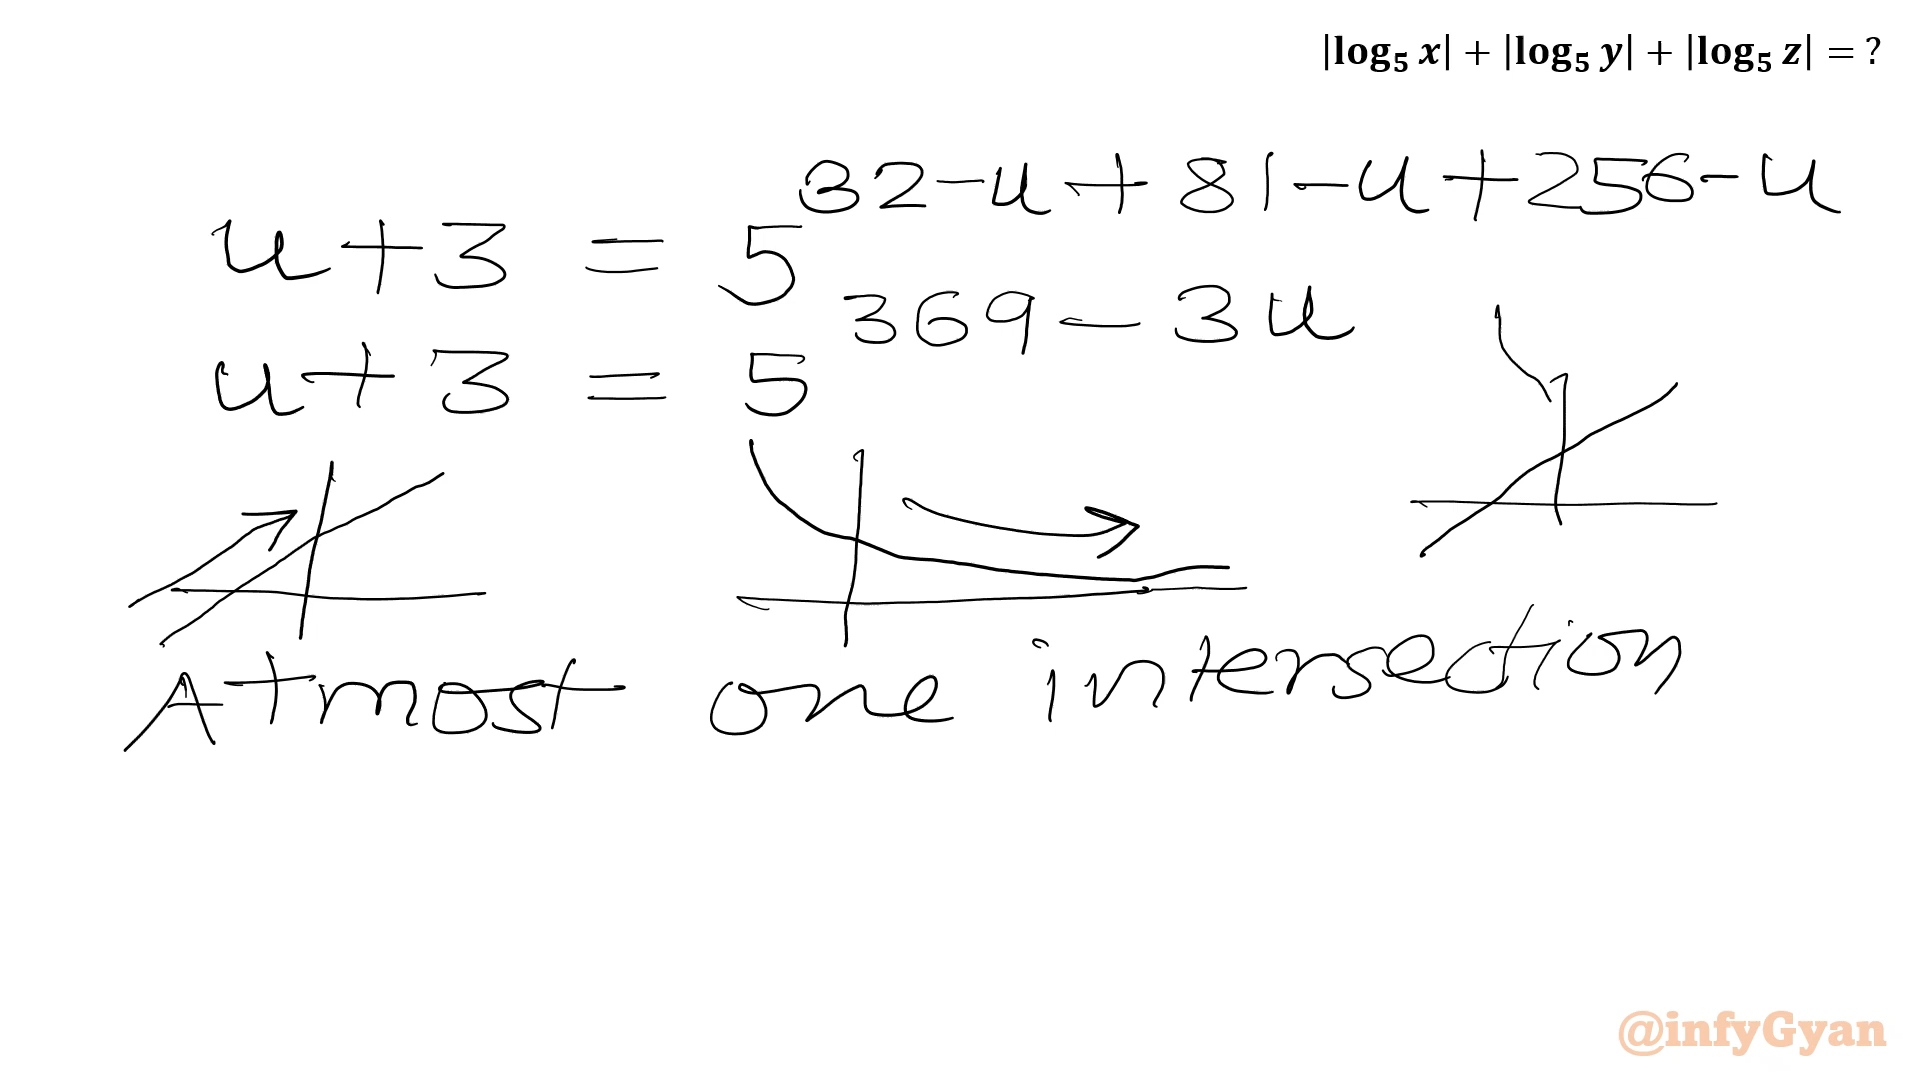 |log₅ x| + |log₅ y| + |log₅ z| = ?
u+3 = 5^(32-u+81-u+256-u)
u+3 = 5^(369-3u)
Atmost one intersection
@infyGyan